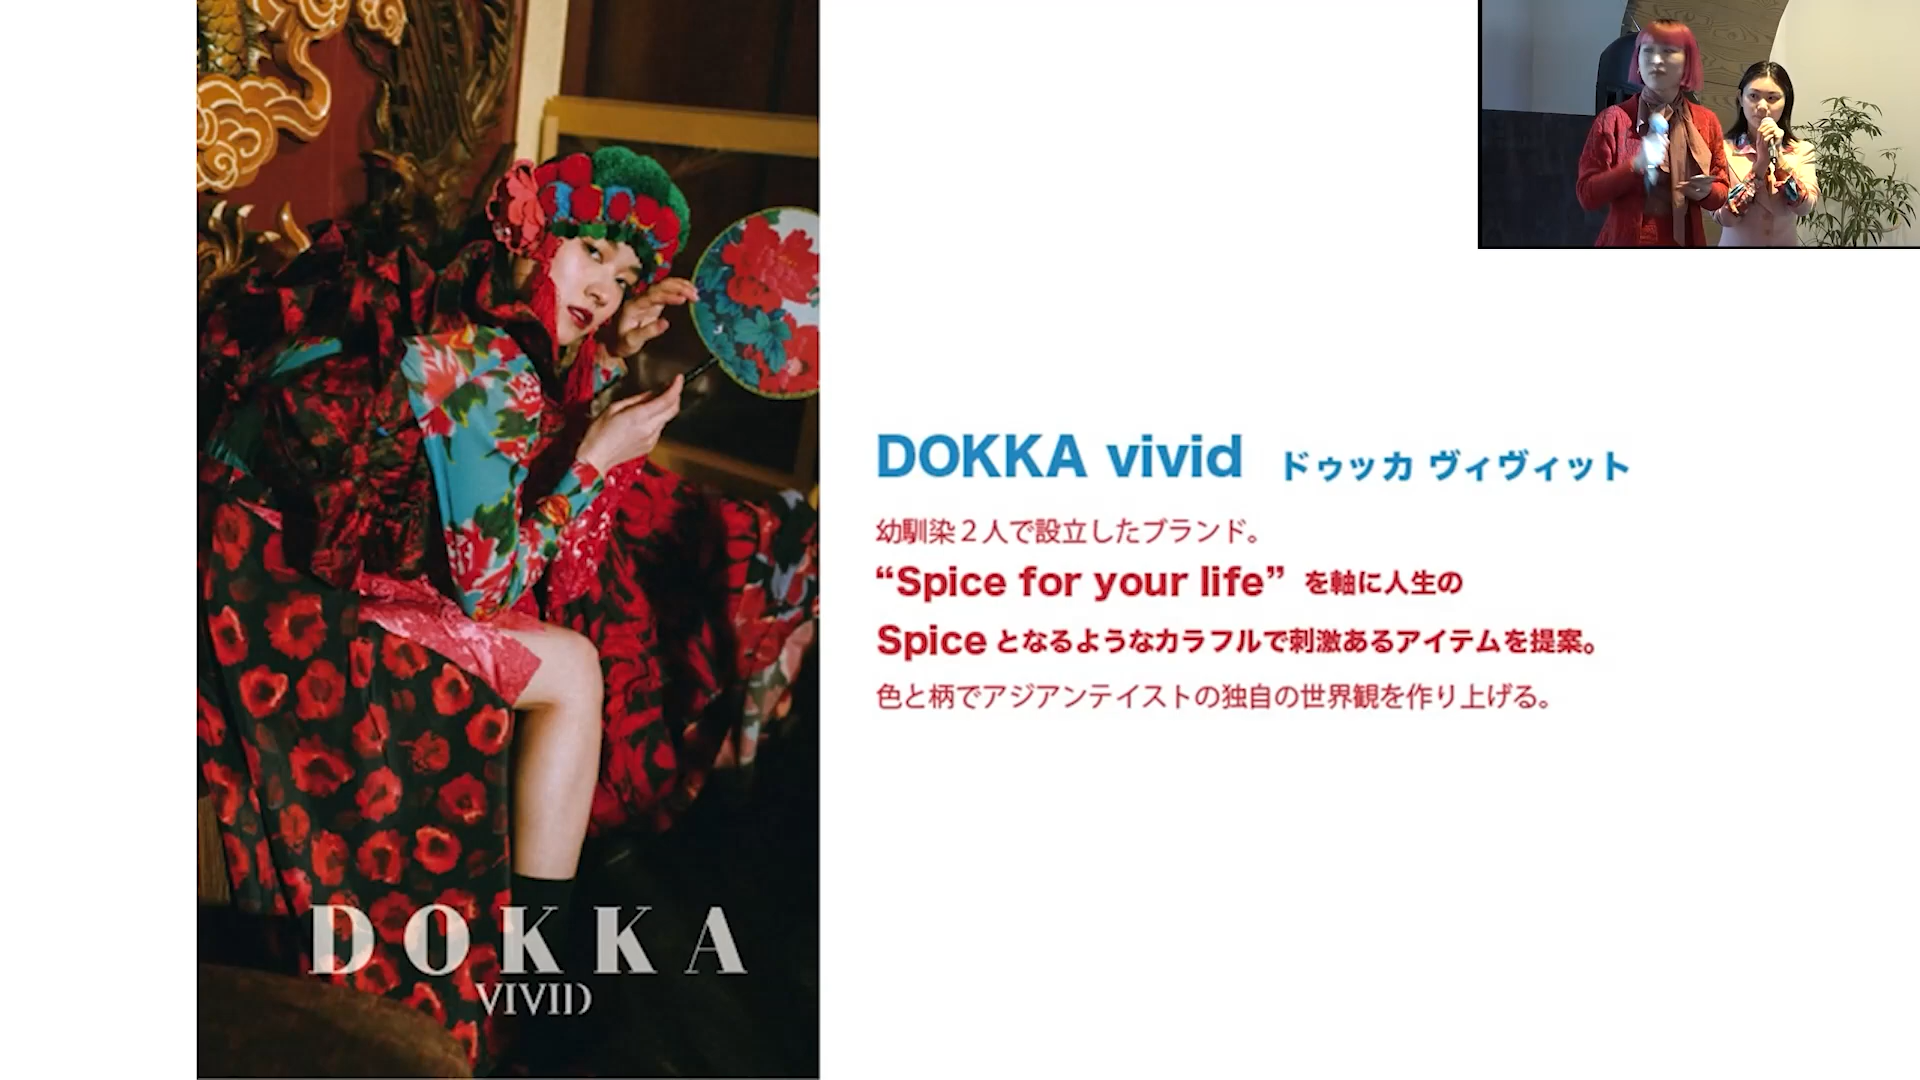 DOKKA
VIVID
DOKKA vivid ドゥッカ ヴィヴィット
幼馴染２人で設立したブランド。
“Spice for your life” を軸に人生の
Spice となるようなカラフルで刺激あるアイテムを提案。
色と柄でアジアンテイストの独自の世界観を作り上げる。